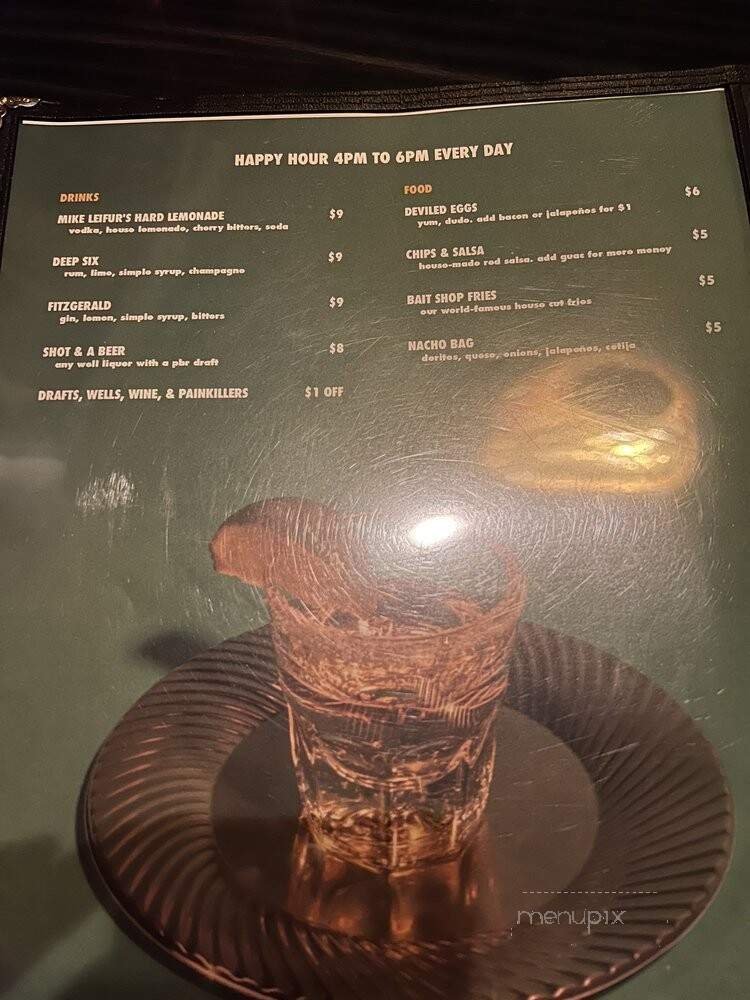 HAPPY HOUR 4PM TO 6PM EVERY DAY
DRINKS
MIKE LEIFUR'S HARD LEMONADE $9
vodka, house lemonade, cherry bitters, soda
DEEP SIX $9
rum, lime, simple syrup, champagne
FITZGERALD $9
gin, lemon, simple syrup, bitters
SHOT & A BEER $8
any well liquor with a pbr draft
DRAFTS, WELLS, WINE, & PAINKILLERS $1 OFF
FOOD
DEVILED EGGS $6
yum, dude. add bacon or jalapeños for $1
CHIPS & SALSA $5
house-made red salsa. add guac for more money
BAIT SHOP FRIES $5
our world-famous house cut fries
NACHO BAG $5
doritos, queso, onions, jalapeños, cotija
menupix